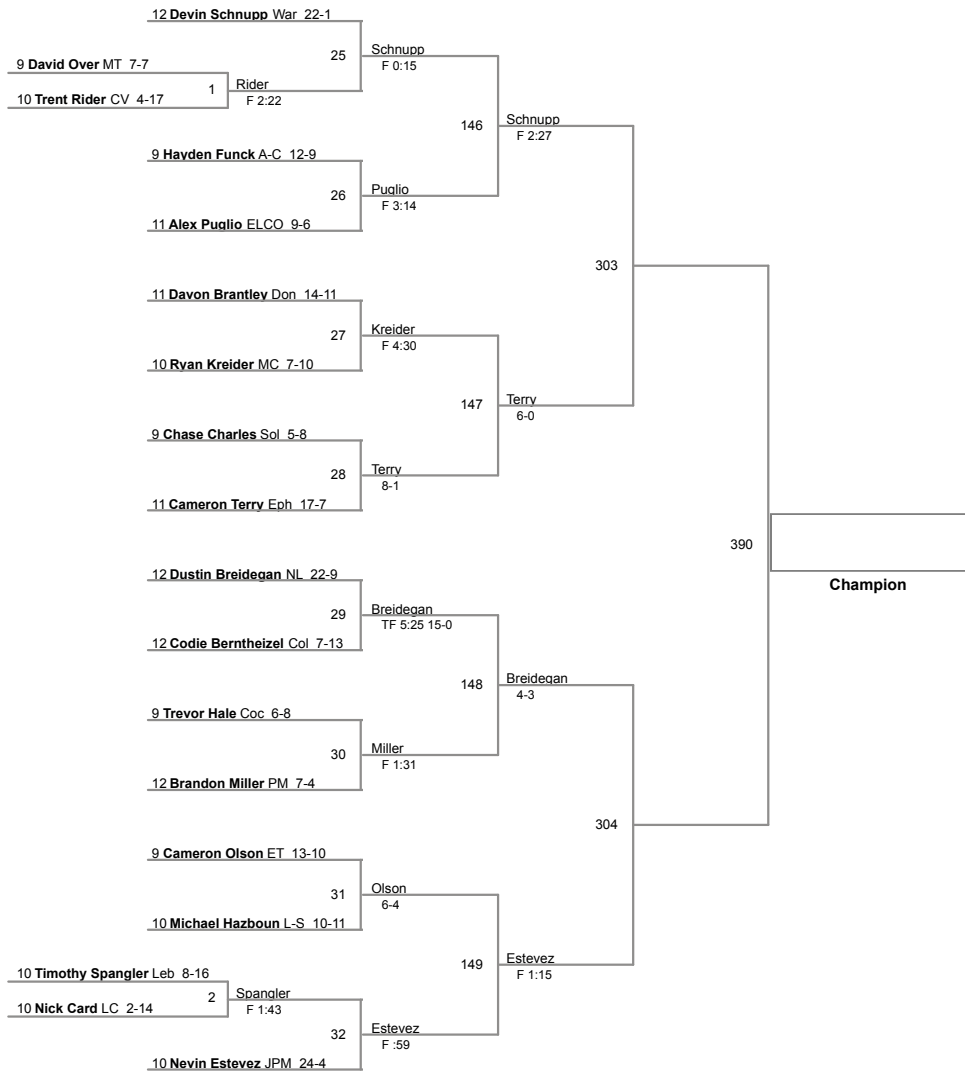 12 Devin Schnupp War 22-1
25
Schnupp
F 0:15
9 David Over MT 7-7
1
Rider
F 2:22
10 Trent Rider CV 4-17
146
Schnupp
F 2:27
9 Hayden Funck A-C 12-9
26
Puglio
F 3:14
11 Alex Puglio ELCO 9-6
303
11 Davon Brantley Don 14-11
27
Kreider
F 4:30
10 Ryan Kreider MC 7-10
147
Terry
6-0
9 Chase Charles Sol 5-8
28
Terry
8-1
11 Cameron Terry Eph 17-7
390
Champion
12 Dustin Breidegan NL 22-9
29
Breidegan
TF 5:25 15-0
12 Codie Berntheizel Col 7-13
148
Breidegan
4-3
9 Trevor Hale Coc 6-8
30
Miller
F 1:31
12 Brandon Miller PM 7-4
304
9 Cameron Olson ET 13-10
31
Olson
6-4
10 Michael Hazboun L-S 10-11
149
Estevez
F 1:15
10 Timothy Spangler Leb 8-16
2
Spangler
F 1:43
10 Nick Card LC 2-14
32
Estevez
F :59
10 Nevin Estevez JPM 24-4